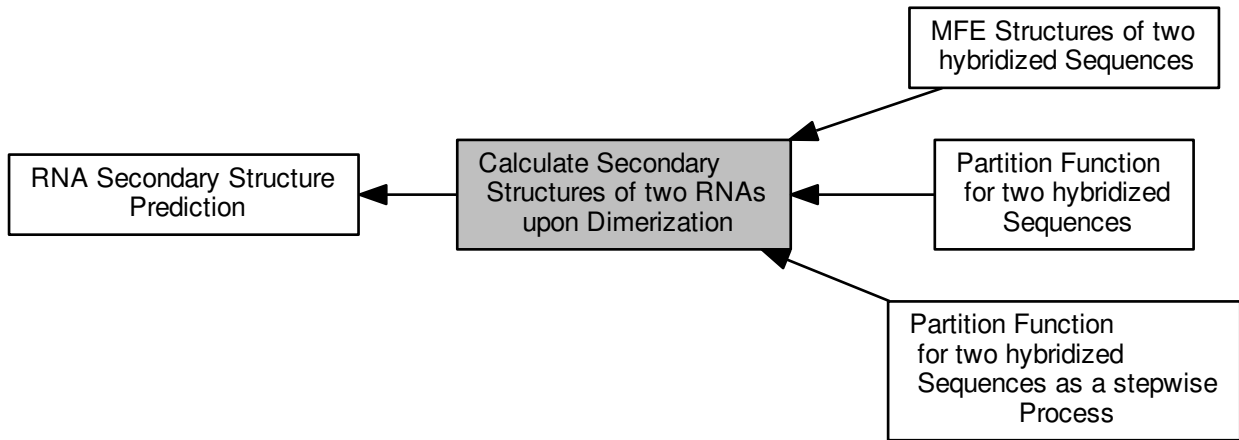 MFE Structures of two
hybridized Sequences
RNA Secondary Structure
Prediction
Calculate Secondary
Structures of two RNAs
upon Dimerization
Partition Function
for two hybridized
Sequences
Partition Function
for two hybridized
Sequences as a stepwise
Process